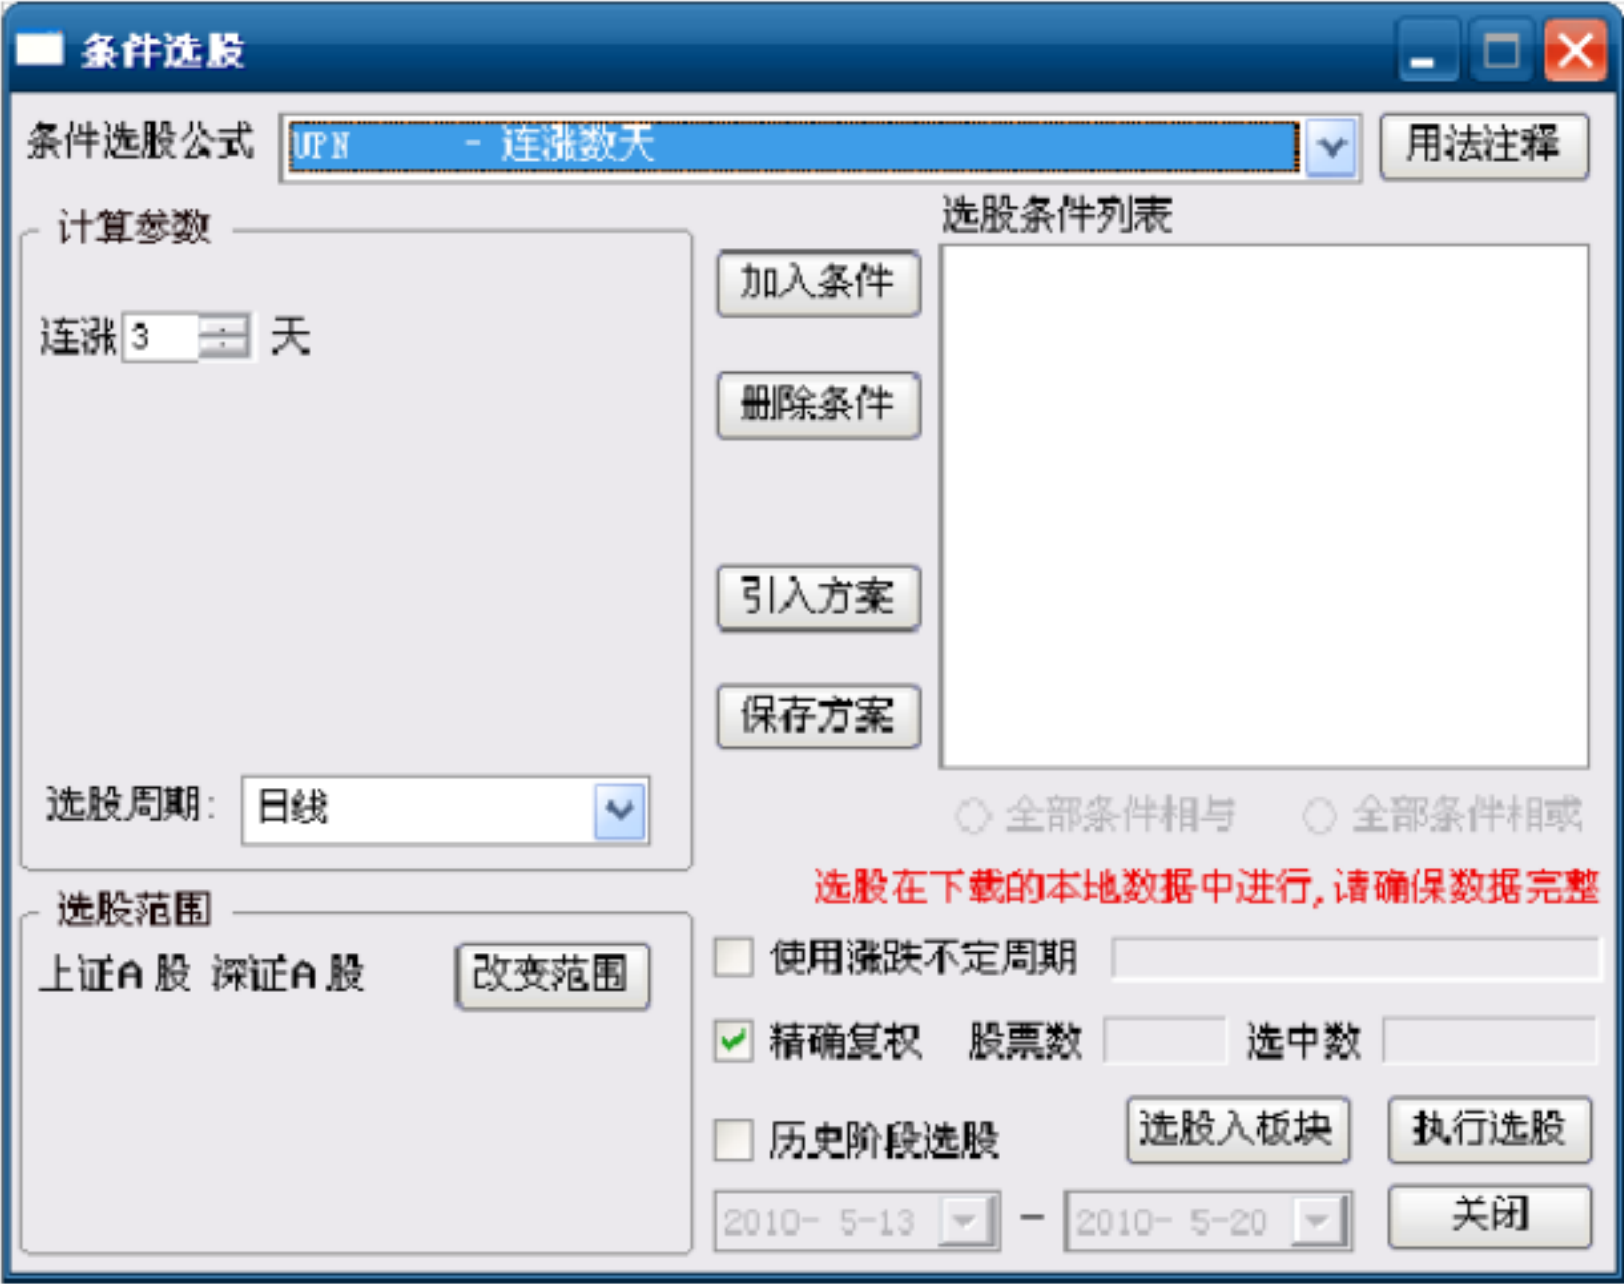 条件选股
条件选股公式 UPN - 连涨数天 用法注释
计算参数
连涨 3 天
选股周期: 日线
选股范围
上证A股 深证A股 改变范围
加入条件
删除条件
引入方案
保存方案
选股条件列表
全部条件相与 全部条件相或
选股在下载的本地数据中进行,请确保数据完整
使用涨跌不定周期
精确复权 股票数 选中数
历史阶段选股 选股入板块 执行选股
2010- 5-13 - 2010- 5-20 关闭